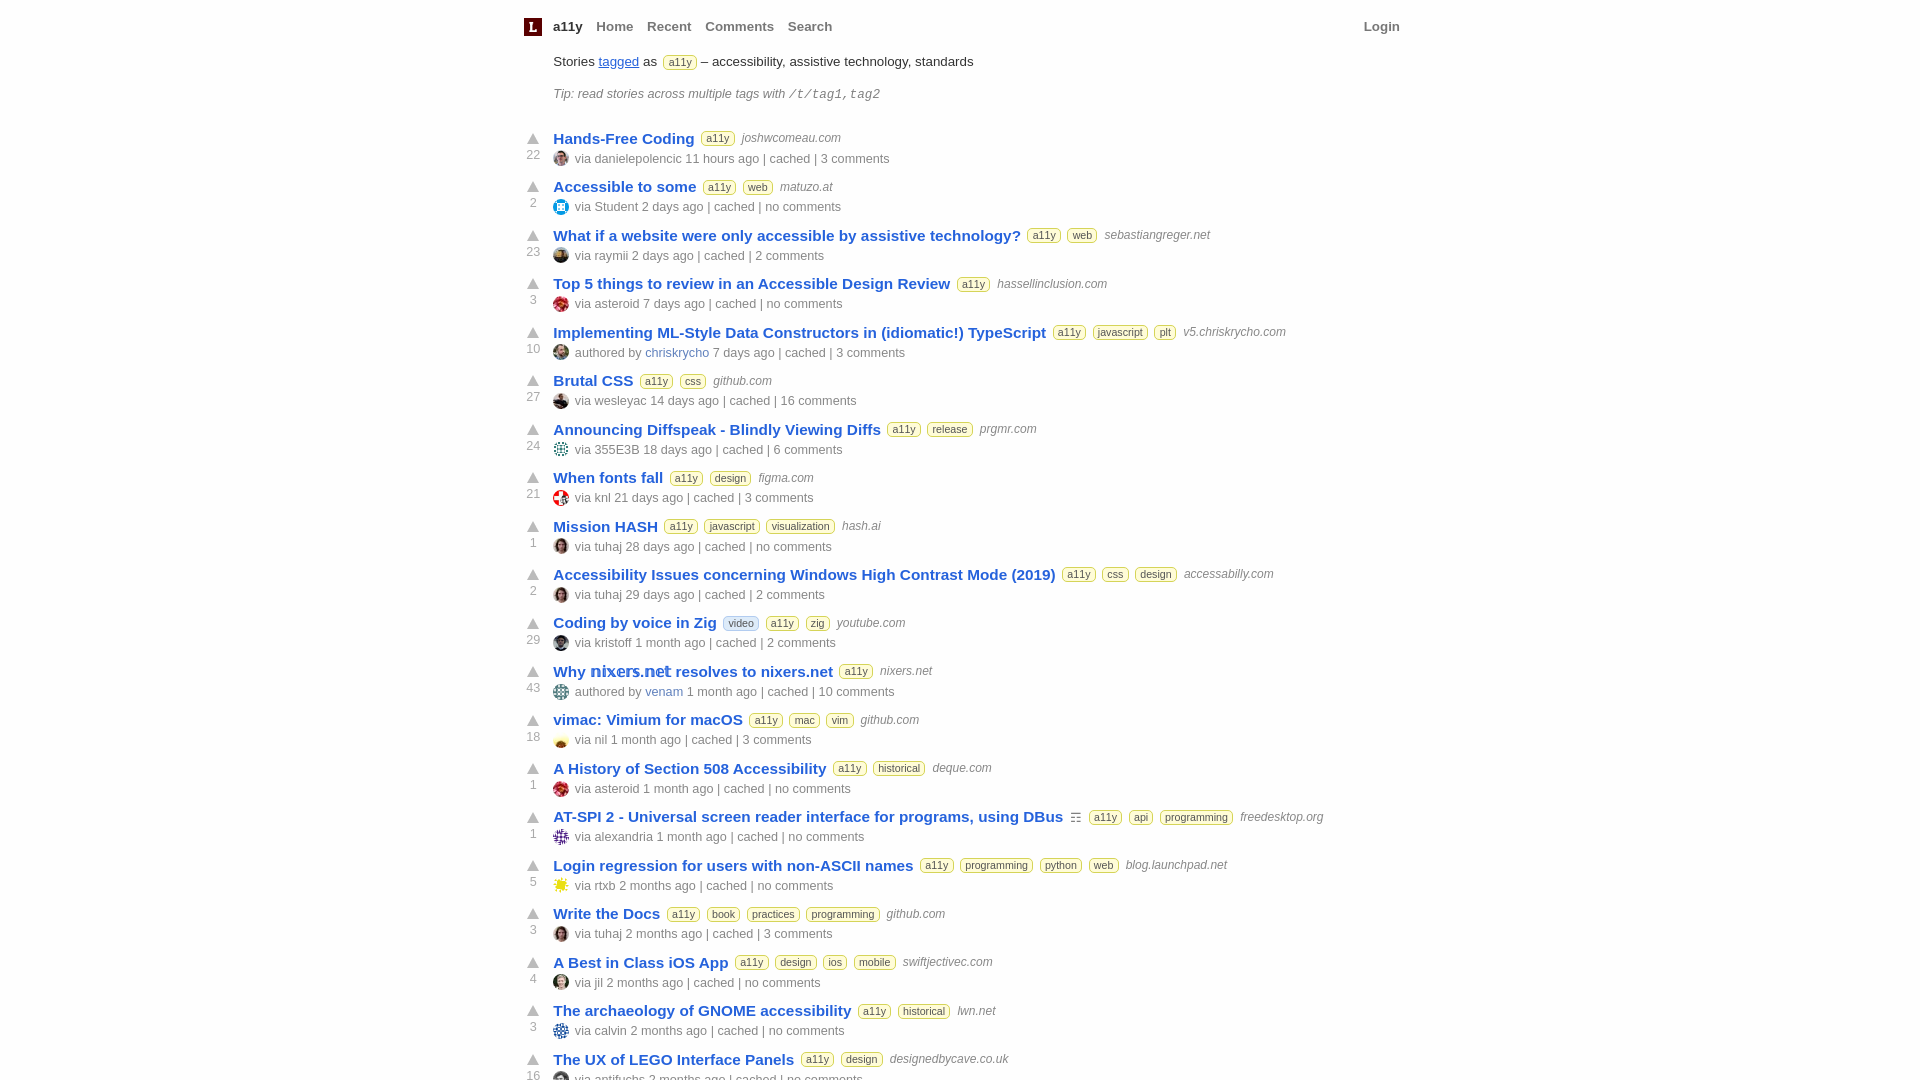 L a11y Home Recent Comments Search Login
Stories tagged as a11y – accessibility, assistive technology, standards
Tip: read stories across multiple tags with /t/tag1,tag2
Hands-Free Coding a11y joshwcomeau.com
22 via danielepolencic 11 hours ago | cached | 3 comments
Accessible to some a11y web matuzo.at
2 via Student 2 days ago | cached | no comments
What if a website were only accessible by assistive technology? a11y web sebastiangreger.net
23 via raymii 2 days ago | cached | 2 comments
Top 5 things to review in an Accessible Design Review a11y hassellinclusion.com
3 via asteroid 7 days ago | cached | no comments
Implementing ML-Style Data Constructors in (idiomatic!) TypeScript a11y javascript plt v5.chriskrycho.com
10 authored by chriskrycho 7 days ago | cached | 3 comments
Brutal CSS a11y css github.com
27 via wesleyac 14 days ago | cached | 16 comments
Announcing Diffspeak - Blindly Viewing Diffs a11y release prgmr.com
24 via 355E3B 18 days ago | cached | 6 comments
When fonts fall a11y design figma.com
21 via knl 21 days ago | cached | 3 comments
Mission HASH a11y javascript visualization hash.ai
1 via tuhaj 28 days ago | cached | no comments
Accessibility Issues concerning Windows High Contrast Mode (2019) a11y css design accessabilly.com
2 via tuhaj 29 days ago | cached | 2 comments
Coding by voice in Zig video a11y zig youtube.com
29 via kristoff 1 month ago | cached | 2 comments
Why 𝕟𝕚𝕩𝕖𝕣𝕤.𝕟𝕖𝕥 resolves to nixers.net a11y nixers.net
43 authored by venam 1 month ago | cached | 10 comments
vimac: Vimium for macOS a11y mac vim github.com
18 via nil 1 month ago | cached | 3 comments
A History of Section 508 Accessibility a11y historical deque.com
1 via asteroid 1 month ago | cached | no comments
AT-SPI 2 - Universal screen reader interface for programs, using DBus ☶ a11y api programming freedesktop.org
1 via alexandria 1 month ago | cached | no comments
Login regression for users with non-ASCII names a11y programming python web blog.launchpad.net
5 via rtxb 2 months ago | cached | no comments
Write the Docs a11y book practices programming github.com
3 via tuhaj 2 months ago | cached | 3 comments
A Best in Class iOS App a11y design ios mobile swiftjectivec.com
4 via jil 2 months ago | cached | no comments
The archaeology of GNOME accessibility a11y historical lwn.net
3 via calvin 2 months ago | cached | no comments
The UX of LEGO Interface Panels a11y design designedbycave.co.uk
16 via antifuchs 2 months ago | cached | no comments